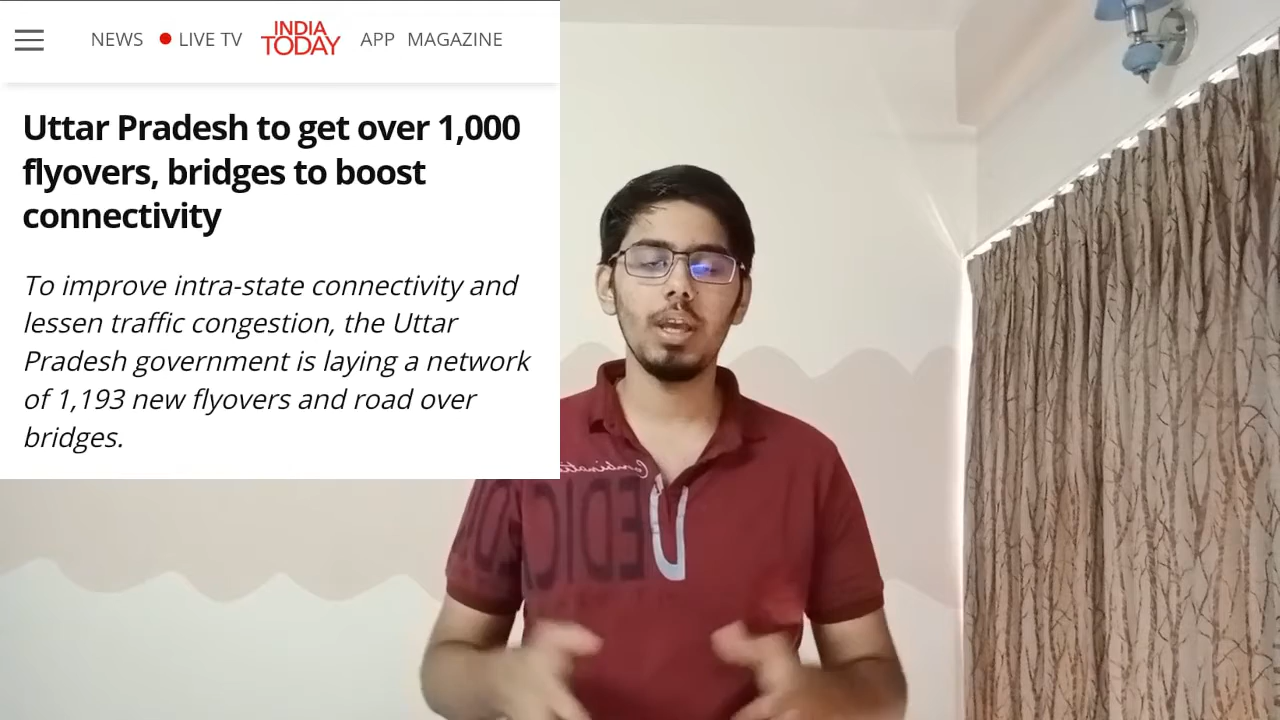 NEWS LIVE TV INDIA TODAY APP MAGAZINE
Uttar Pradesh to get over 1,000
flyovers, bridges to boost
connectivity
To improve intra-state connectivity and
lessen traffic congestion, the Uttar
Pradesh government is laying a network
of 1,193 new flyovers and road over
bridges.